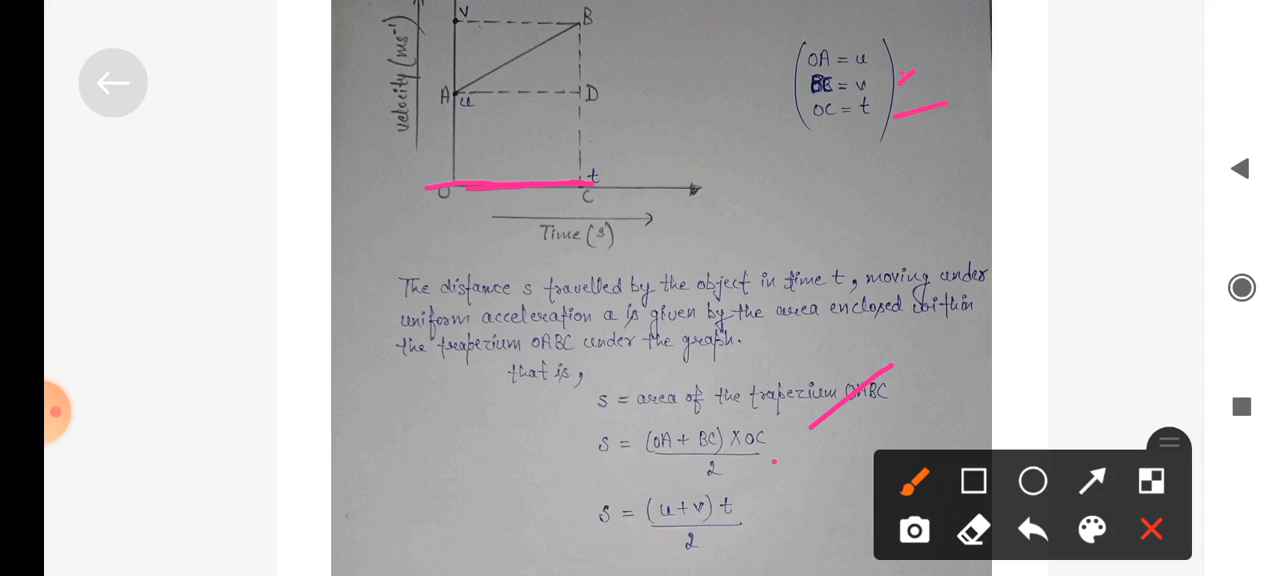 V
B
velocity (ms⁻¹)
A
u
D
O
t
C
Time (s)
OA = u
BC = v
OC = t
The distance s travelled by the object in time t, moving under
uniform acceleration a is given by the area enclosed within
the trapezium OABC under the graph.
that is,
s = area of the trapezium OABC
s = (OA + BC) X OC
2
s = (u+v) t
2